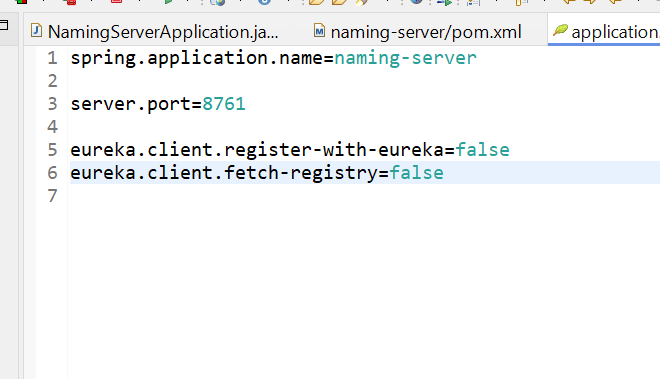 NamingServerApplication.ja... naming-server/pom.xml application.
1 spring.application.name=naming-server
2
3 server.port=8761
4
5 eureka.client.register-with-eureka=false
6 eureka.client.fetch-registry=false
7